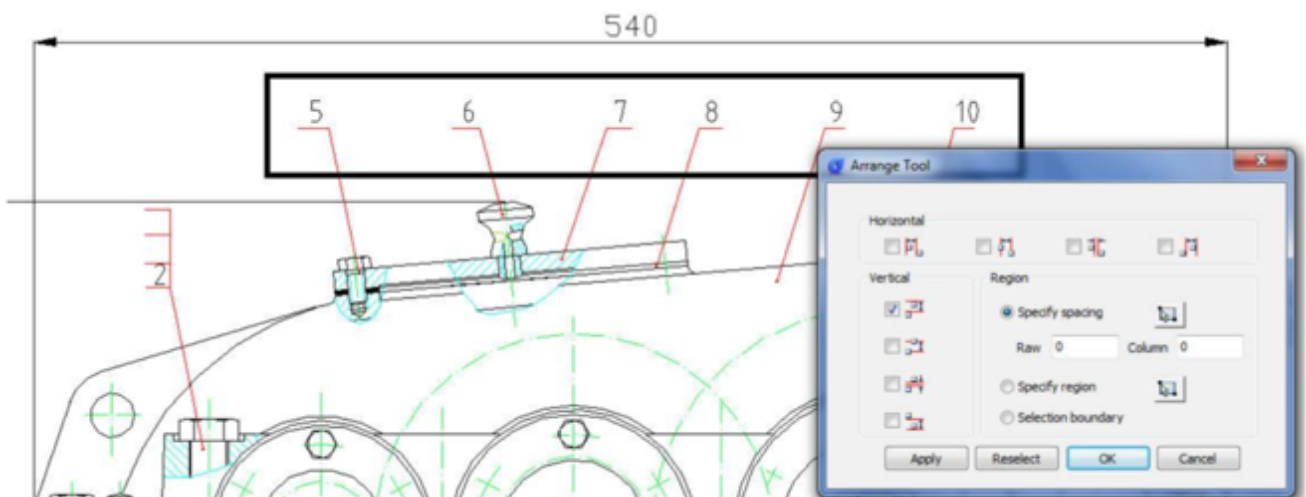 540
5 6 7 8 9 10
Arrange Tool
Horizontal
Vertical Region
Specify spacing
Raw 0 Column 0
Specify region
Selection boundary
Apply Reselect OK Cancel
2